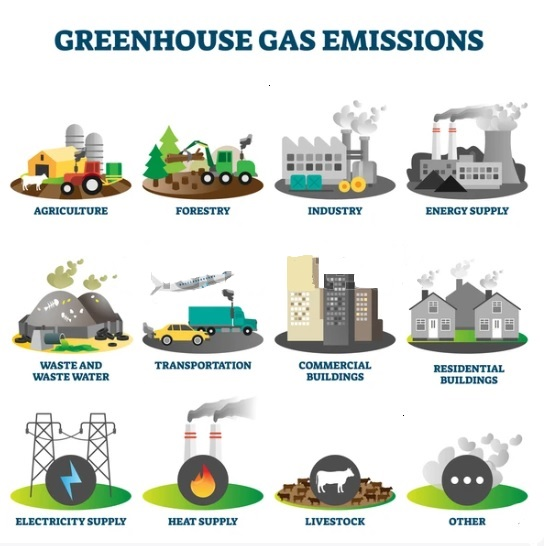 GREENHOUSE GAS EMISSIONS
AGRICULTURE
FORESTRY
INDUSTRY
ENERGY SUPPLY
WASTE AND
WASTE WATER
TRANSPORTATION
COMMERCIAL
BUILDINGS
RESIDENTIAL
BUILDINGS
ELECTRICITY SUPPLY
HEAT SUPPLY
LIVESTOCK
OTHER